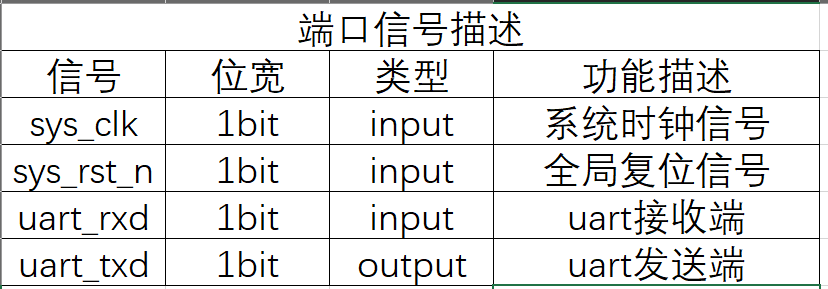 端口信号描述
信号 位宽 类型 功能描述
sys_clk 1bit input 系统时钟信号
sys_rst_n 1bit input 全局复位信号
uart_rxd 1bit input uart接收端
uart_txd 1bit output uart发送端